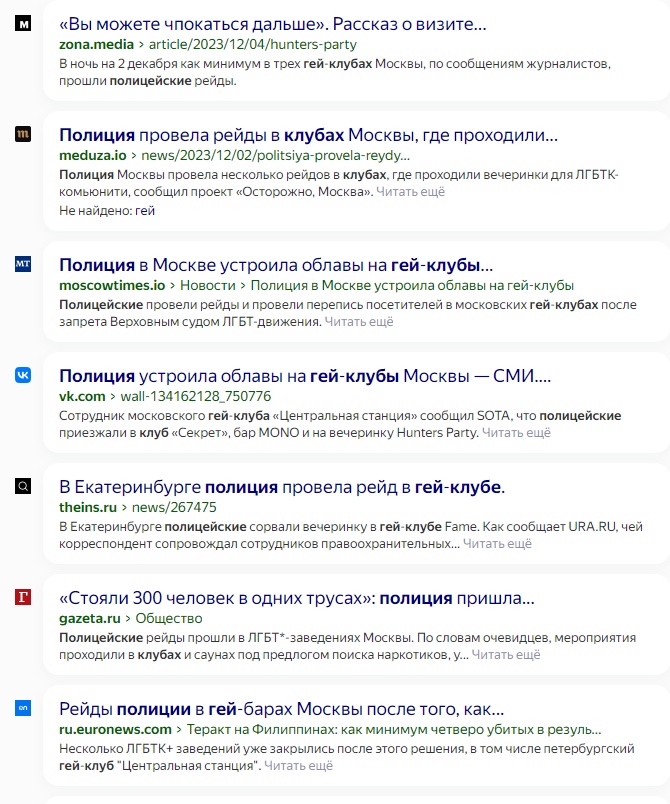 «Вы можете чпокаться дальше». Рассказ о визите...
zona.media › article/2023/12/04/hunters-party
В ночь на 2 декабря как минимум в трех гей-клубах Москвы, по сообщениям журналистов,
прошли полицейские рейды.
Полиция провела рейды в клубах Москвы, где проходили...
meduza.io › news/2023/12/02/politsiya-provela-reydy...
Полиция Москвы провела несколько рейдов в клубах, где проходили вечеринки для ЛГБТК-
комьюнити, сообщил проект «Осторожно, Москва». Читать ещё
Не найдено: гей
МТ
Полиция в Москве устроила облавы на гей-клубы...
moscowtimes.io › Новости › Полиция в Москве устроила облавы на гей-клубы
Полицейские провели рейды и провели перепись посетителей в московских гей-клубах после
запрета Верховным судом ЛГБТ-движения. Читать ещё
Полиция устроила облавы на гей-клубы Москвы — СМИ....
vk.com › wall-134162128_750776
Сотрудник московского гей-клуба «Центральная станция» сообщил SOTA, что полицейские
приезжали в клуб «Секрет», бар MONO и на вечеринку Hunters Party. Читать ещё
В Екатеринбурге полиция провела рейд в гей-клубе.
theins.ru › news/267475
В Екатеринбурге полицейские сорвали вечеринку в гей-клубе Fame. Как сообщает URA.RU, чей
корреспондент сопровождал сотрудников правоохранительных... Читать ещё
Г
«Стояли 300 человек в одних трусах»: полиция пришла...
gazeta.ru › Общество
Полицейские рейды прошли в ЛГБТ*-заведениях Москвы. По словам очевидцев, мероприятия
проходили в клубах и саунах под предлогом поиска наркотиков, у... Читать ещё
Рейды полиции в гей-барах Москвы после того, как...
ru.euronews.com › Теракт на Филиппинах: как минимум четверо убитых в резуль...
Несколько ЛГБТК+ заведений уже закрылись после этого решения, в том числе петербургский
гей-клуб "Центральная станция". Читать ещё